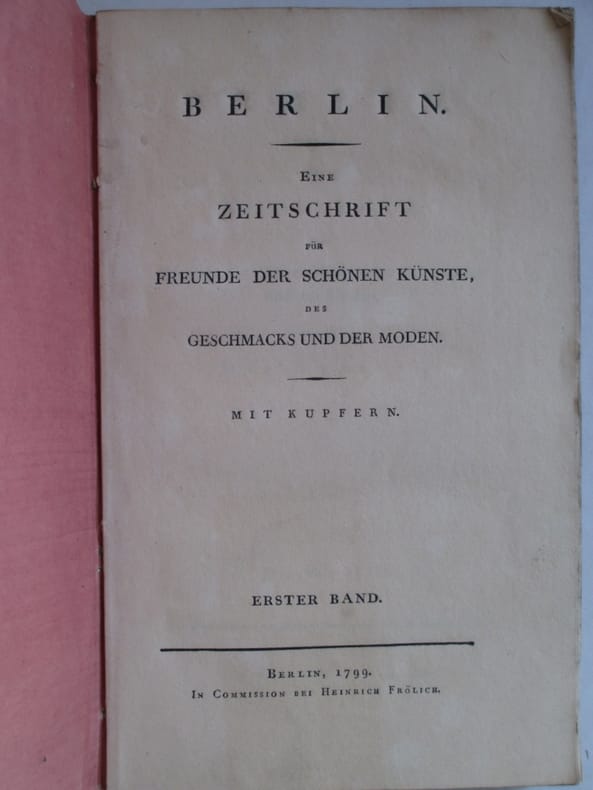 BERLIN.
EINE
ZEITSCHRIFT
FÜR
FREUNDE DER SCHÖNEN KÜNSTE,
DES
GESCHMACKS UND DER MODEN.
MIT KUPFERN.
ERSTER BAND.
BERLIN, 1799.
IN COMMISSION BEI HEINRICH FRÖLICH.